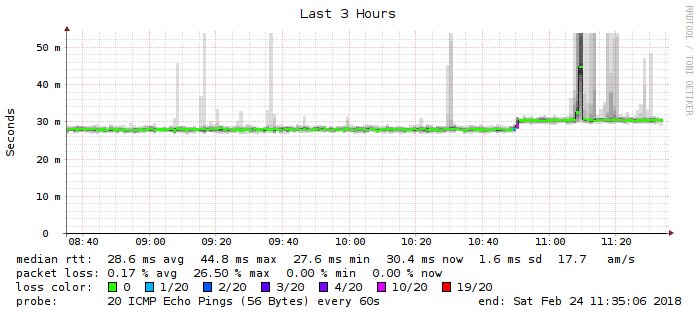 Last 3 Hours
RRDTOOL / TOBI OETIKER
Seconds
50 m
40 m
30 m
20 m
10 m
0
08:40 09:00 09:20 09:40 10:00 10:20 10:40 11:00 11:20
median rtt: 28.6 ms avg 44.8 ms max 27.6 ms min 30.4 ms now 1.6 ms sd 17.7 am/s
packet loss: 0.17 % avg 26.50 % max 0.00 % min 0.00 % now
loss color: 0 1/20 2/20 3/20 4/20 10/20 19/20
probe: 20 ICMP Echo Pings (56 Bytes) every 60s end: Sat Feb 24 11:35:06 2018